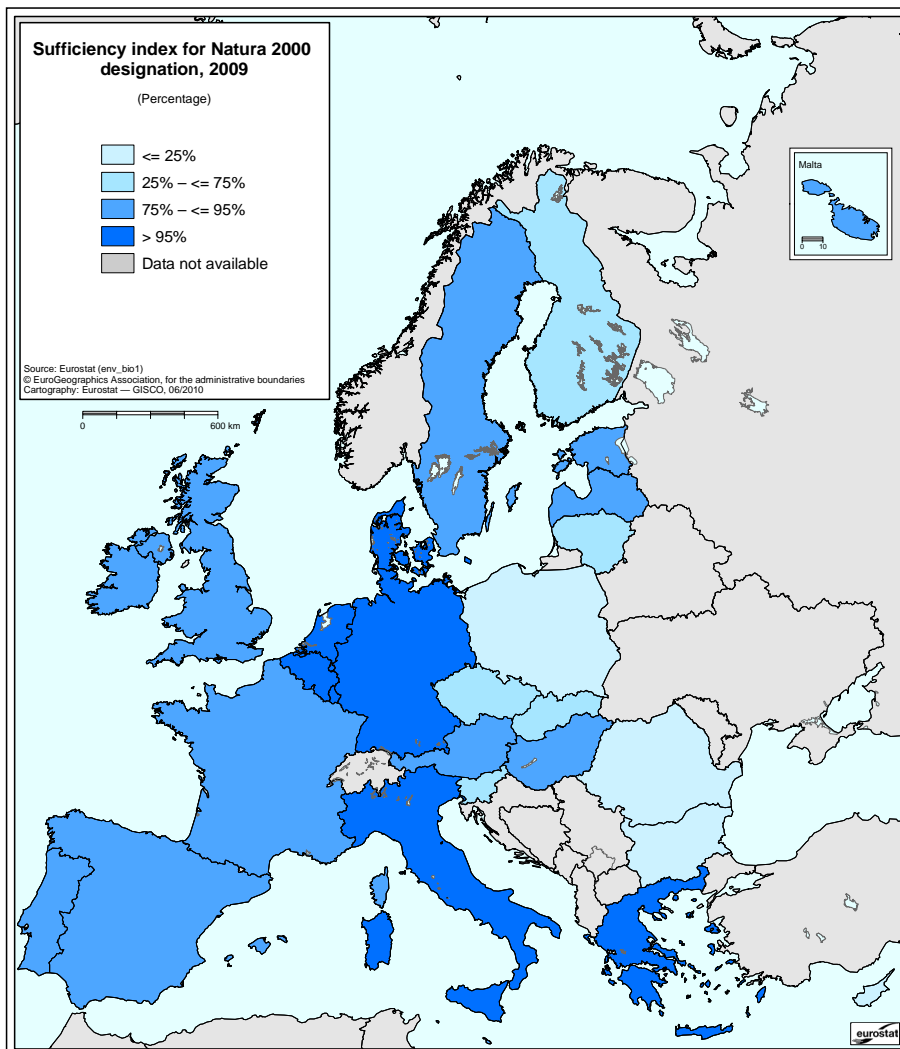 Sufficiency index for Natura 2000
designation, 2009
(Percentage)
<= 25%
25% – <= 75%
75% – <= 95%
> 95%
Data not available
Source: Eurostat (env_bio1)
© EuroGeographics Association, for the administrative boundaries
Cartography: Eurostat — GISCO, 06/2010
0 600 km
Malta
0 10
eurostat